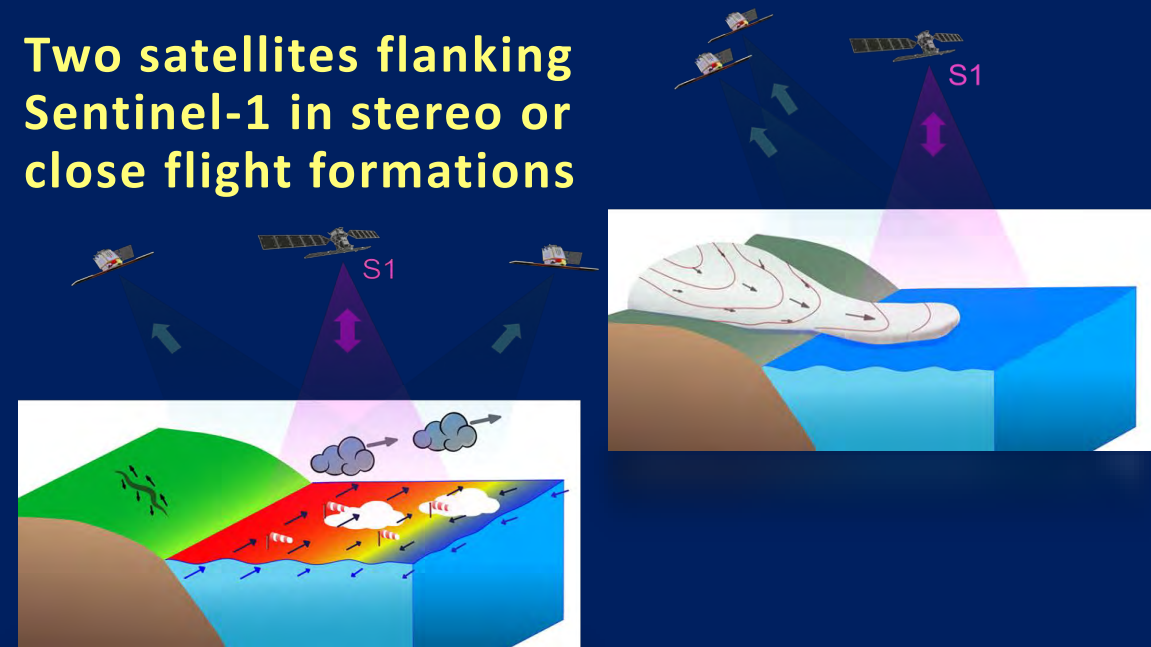 Two satellites flanking
Sentinel-1 in stereo or
close flight formations
S1
S1